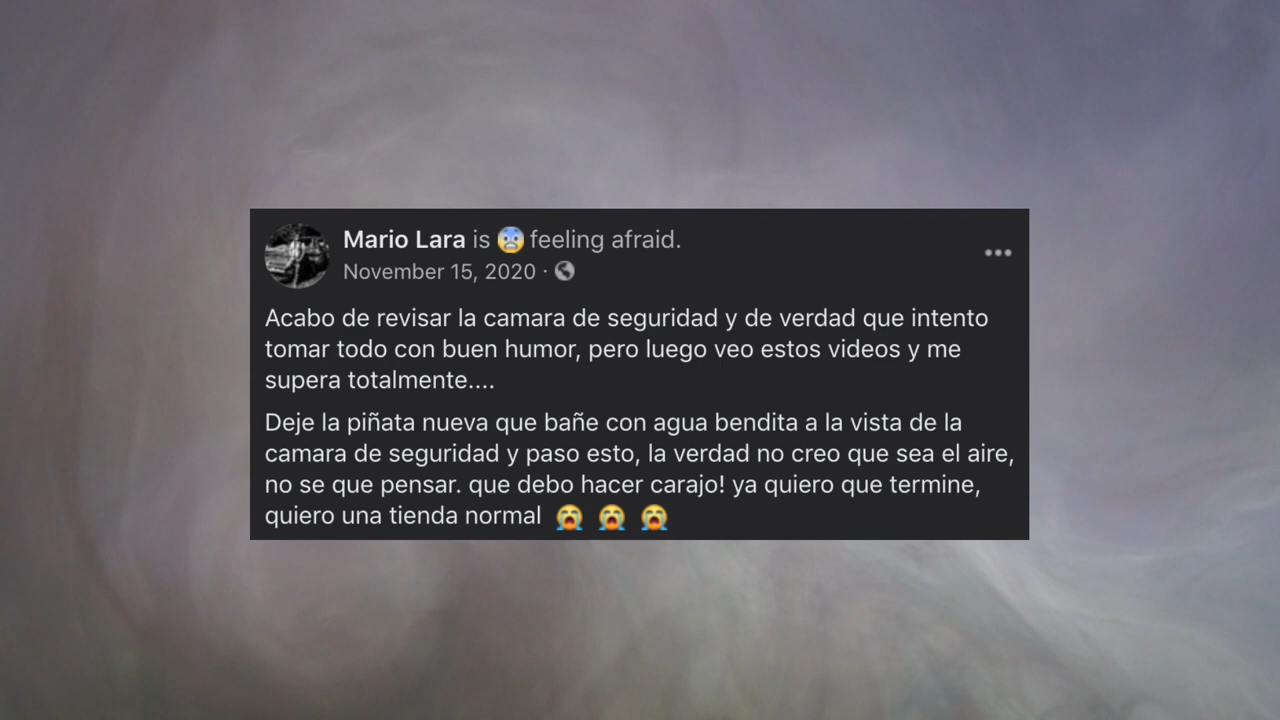 Mario Lara is 😨 feeling afraid.
November 15, 2020 ·
Acabo de revisar la camara de seguridad y de verdad que intento
tomar todo con buen humor, pero luego veo estos videos y me
supera totalmente....
Deje la piñata nueva que bañe con agua bendita a la vista de la
camara de seguridad y paso esto, la verdad no creo que sea el aire,
no se que pensar. que debo hacer carajo! ya quiero que termine,
quiero una tienda normal 😭 😭 😭